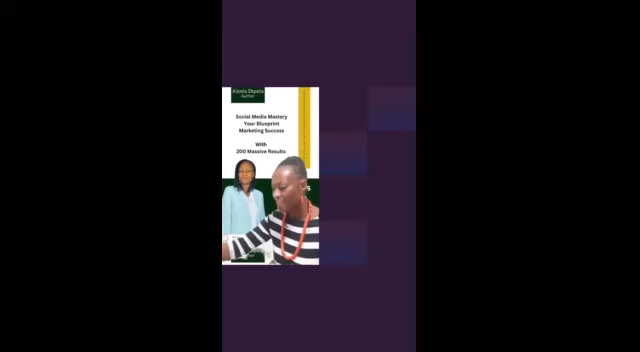 Author
Social Media Mastery
Your Blueprint
Marketing Success
With
200 Massive Results